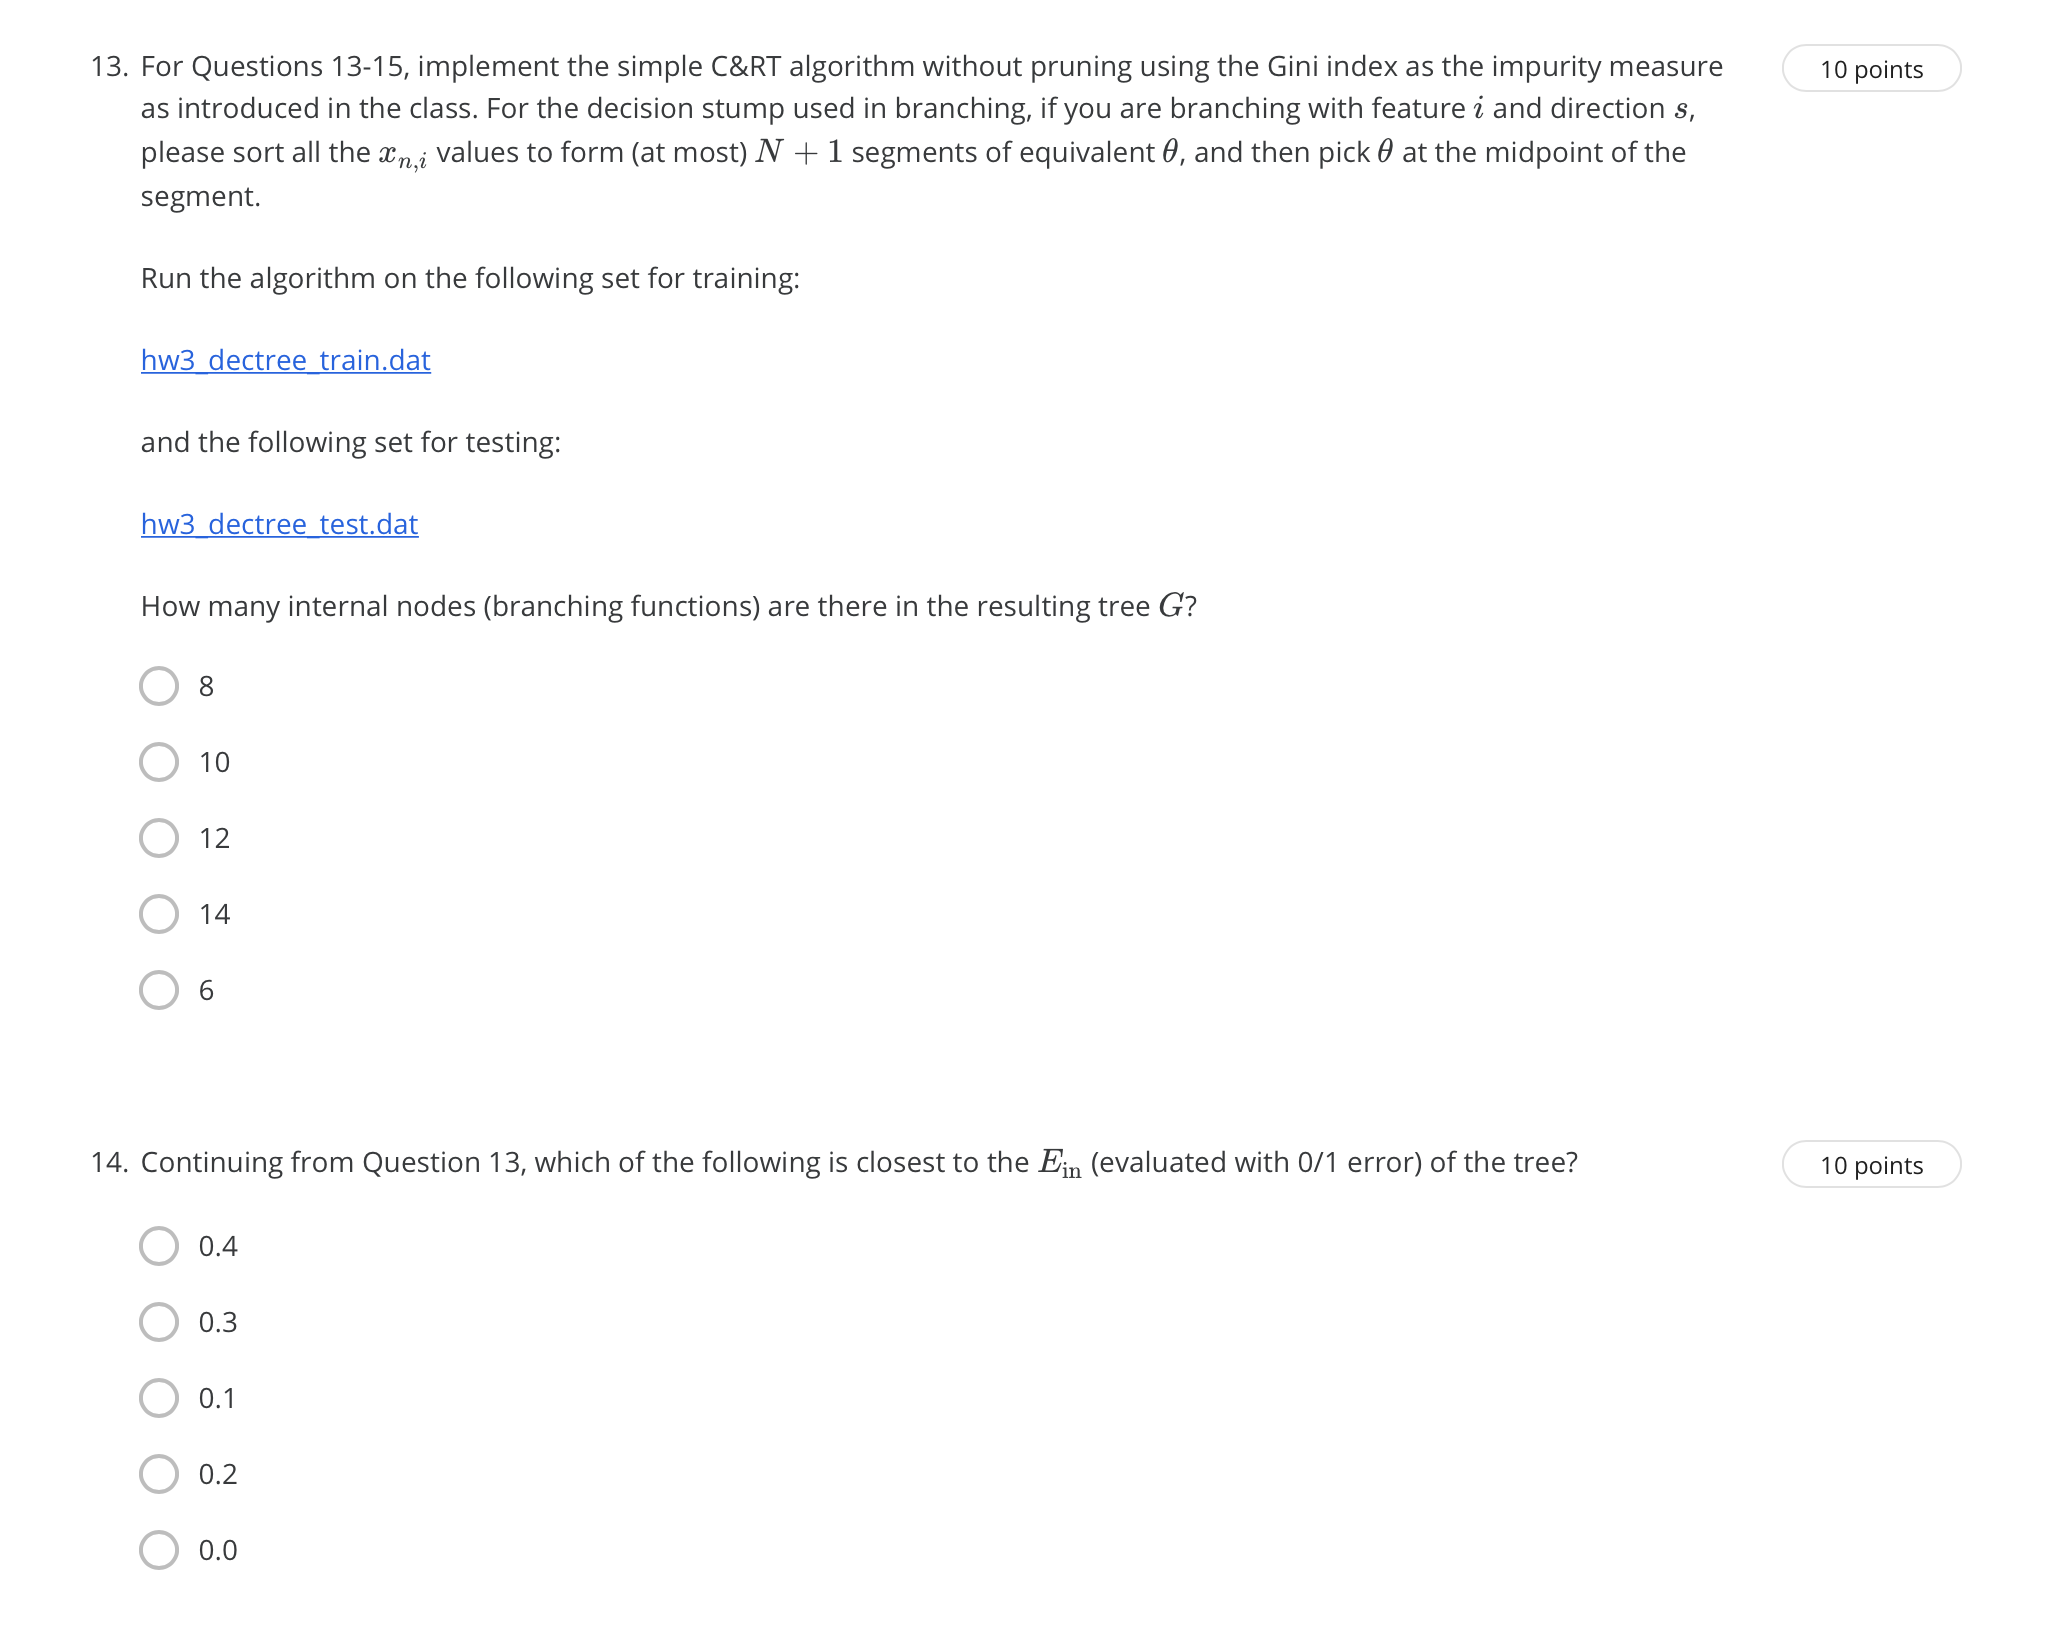 13. For Questions 13-15, implement the simple C&RT algorithm without pruning using the Gini index as the impurity measure
10 points
as introduced in the class. For the decision stump used in branching, if you are branching with feature i and direction s,
please sort all the x_{n,i} values to form (at most) N + 1 segments of equivalent θ, and then pick θ at the midpoint of the
segment.
Run the algorithm on the following set for training:
hw3_dectree_train.dat
and the following set for testing:
hw3_dectree_test.dat
How many internal nodes (branching functions) are there in the resulting tree G?
8
10
12
14
6
14. Continuing from Question 13, which of the following is closest to the E_{in} (evaluated with 0/1 error) of the tree?
10 points
0.4
0.3
0.1
0.2
0.0